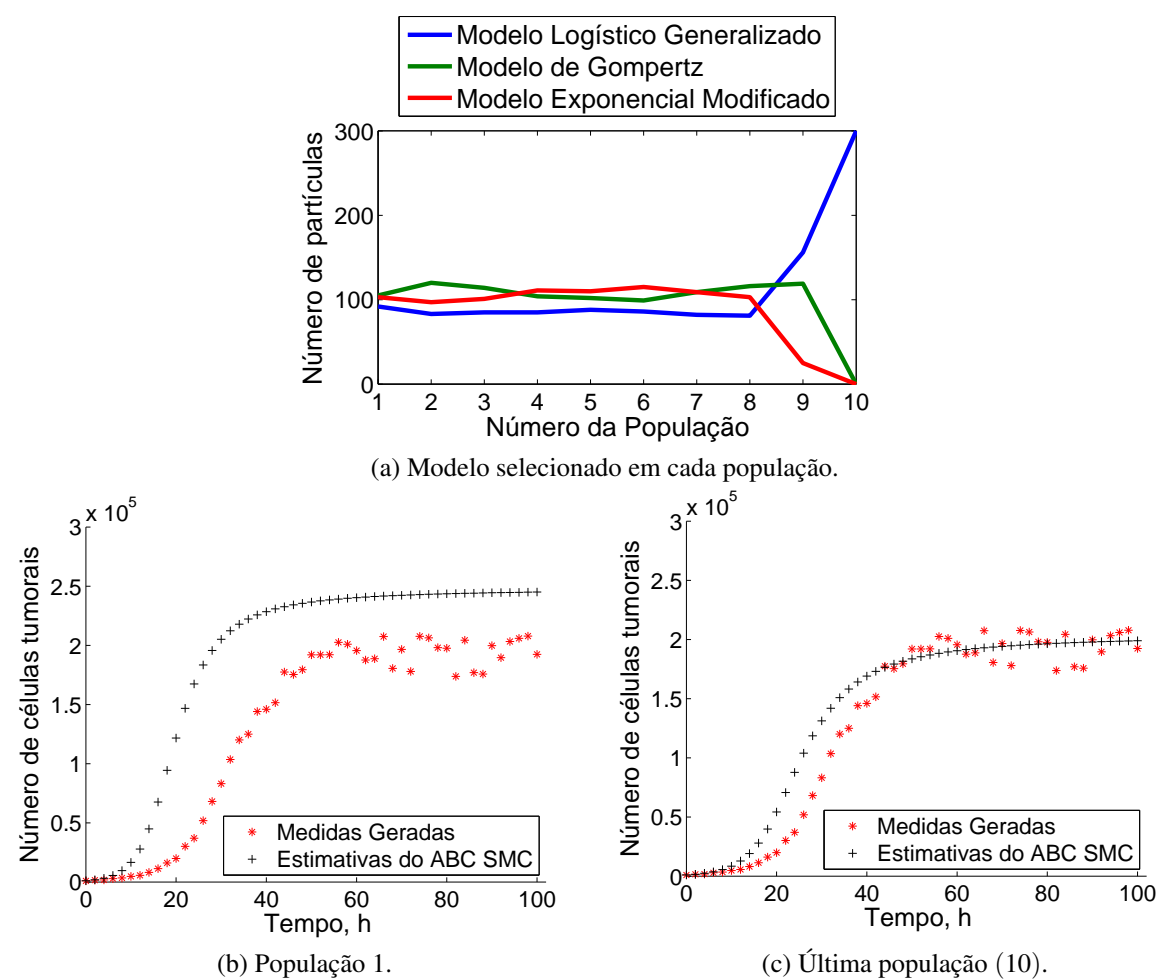 Modelo Logístico Generalizado
Modelo de Gompertz
Modelo Exponencial Modificado
Número de partículas
300
200
100
0
1 2 3 4 5 6 7 8 9 10
Número da População
(a) Modelo selecionado em cada população.
x 10^5
Número de células tumorais
3
2.5
2
1.5
1
0.5
0
0 20 40 60 80 100
Tempo, h
Medidas Geradas
Estimativas do ABC SMC
(b) População 1.
x 10^5
Número de células tumorais
3
2.5
2
1.5
1
0.5
0
0 20 40 60 80 100
Tempo, h
Medidas Geradas
Estimativas do ABC SMC
(c) Última população (10).